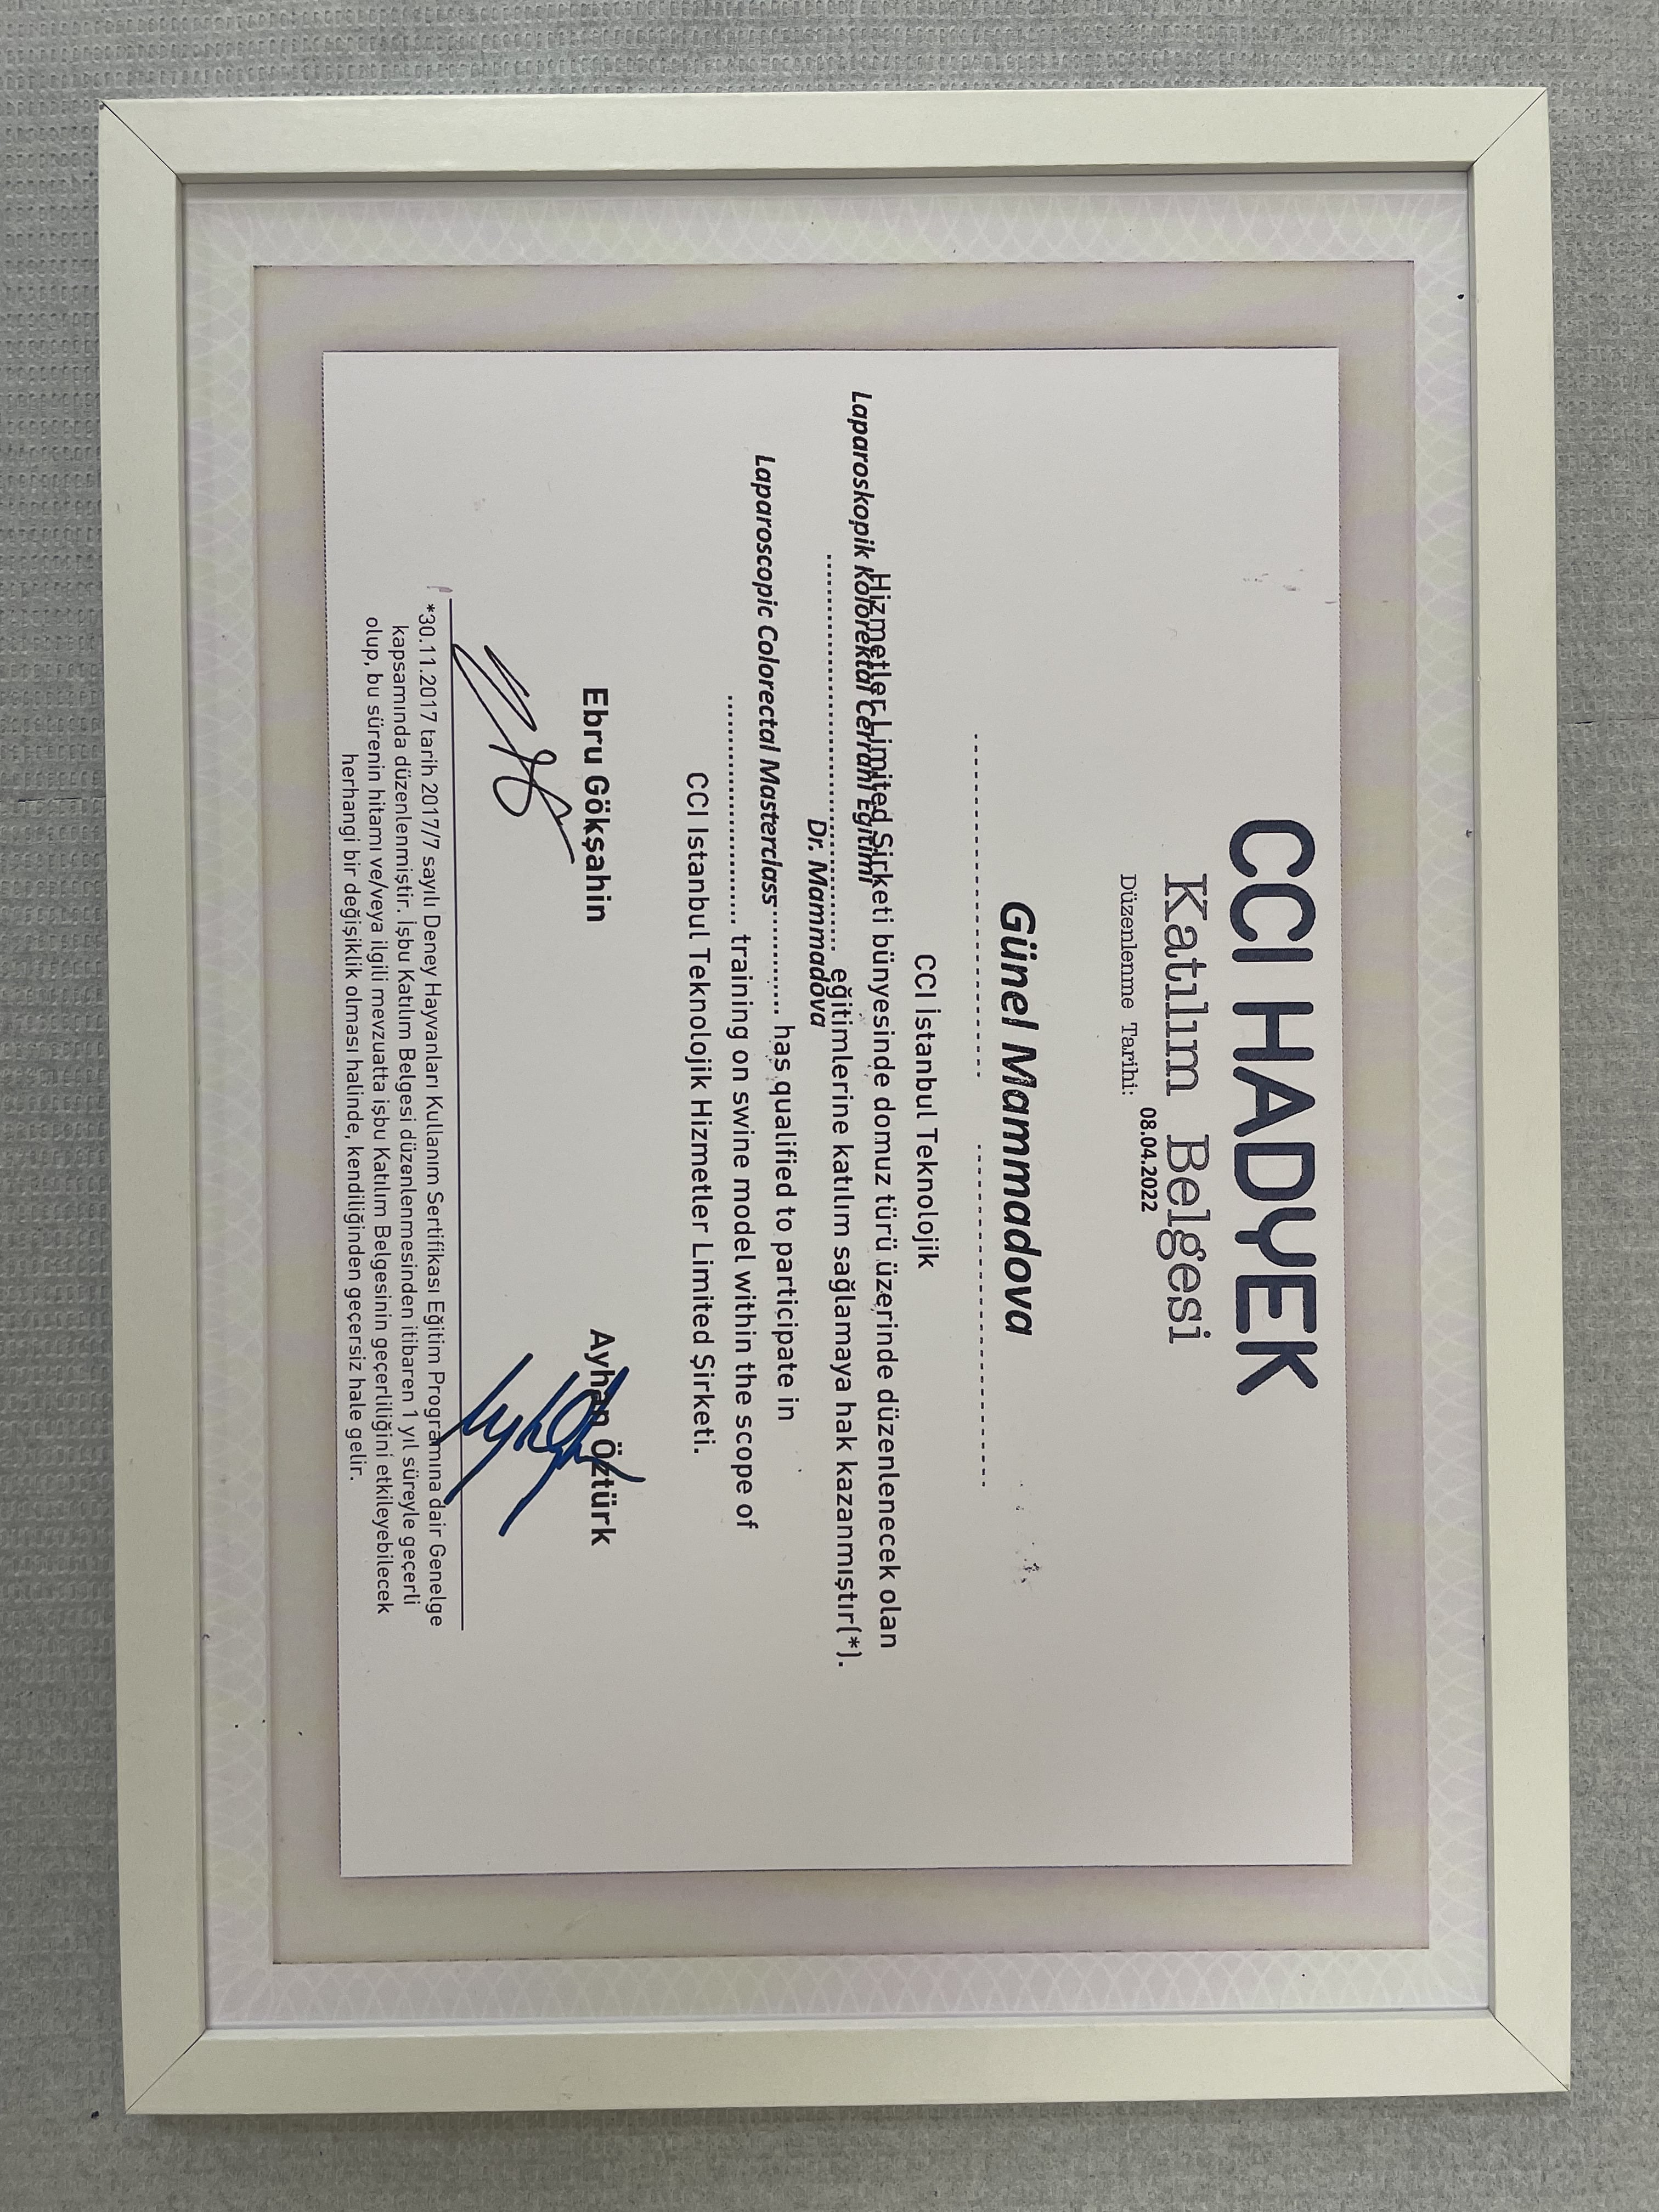 CCI HADYEK
Katılım Belgesi
Düzenlenme Tarihi: 08.04.2022
Günel Mammadova
CCI İstanbul Teknolojik
Hizmetler Limited Şirketi bünyesinde domuz türü üzerinde düzenlenecek olan
Laparoskopik Kolorektal Cerrahi Eğitimi
eğitimlerine katılım sağlamaya hak kazanmıştır(*).
Dr. Mammadova
has qualified to participate in
Laparoscopic Colorectal Masterclass
training on swine model within the scope of
CCI Istanbul Teknolojik Hizmetler Limited Şirketi.
Ebru Gökşahin
Ayhan Öztürk
*30.11.2017 tarih 2017/7 sayılı Deney Hayvanları Kullanım Sertifikası Eğitim Programına dair Genelge
kapsamında düzenlenmiştir. İşbu Katılım Belgesi düzenlenmesinden itibaren 1 yıl süreyle geçerli
olup, bu sürenin hitamı ve/veya ilgili mevzuatta işbu Katılım Belgesinin geçerliliğini etkileyebilecek
herhangi bir değişiklik olması halinde, kendiliğinden geçersiz hale gelir.